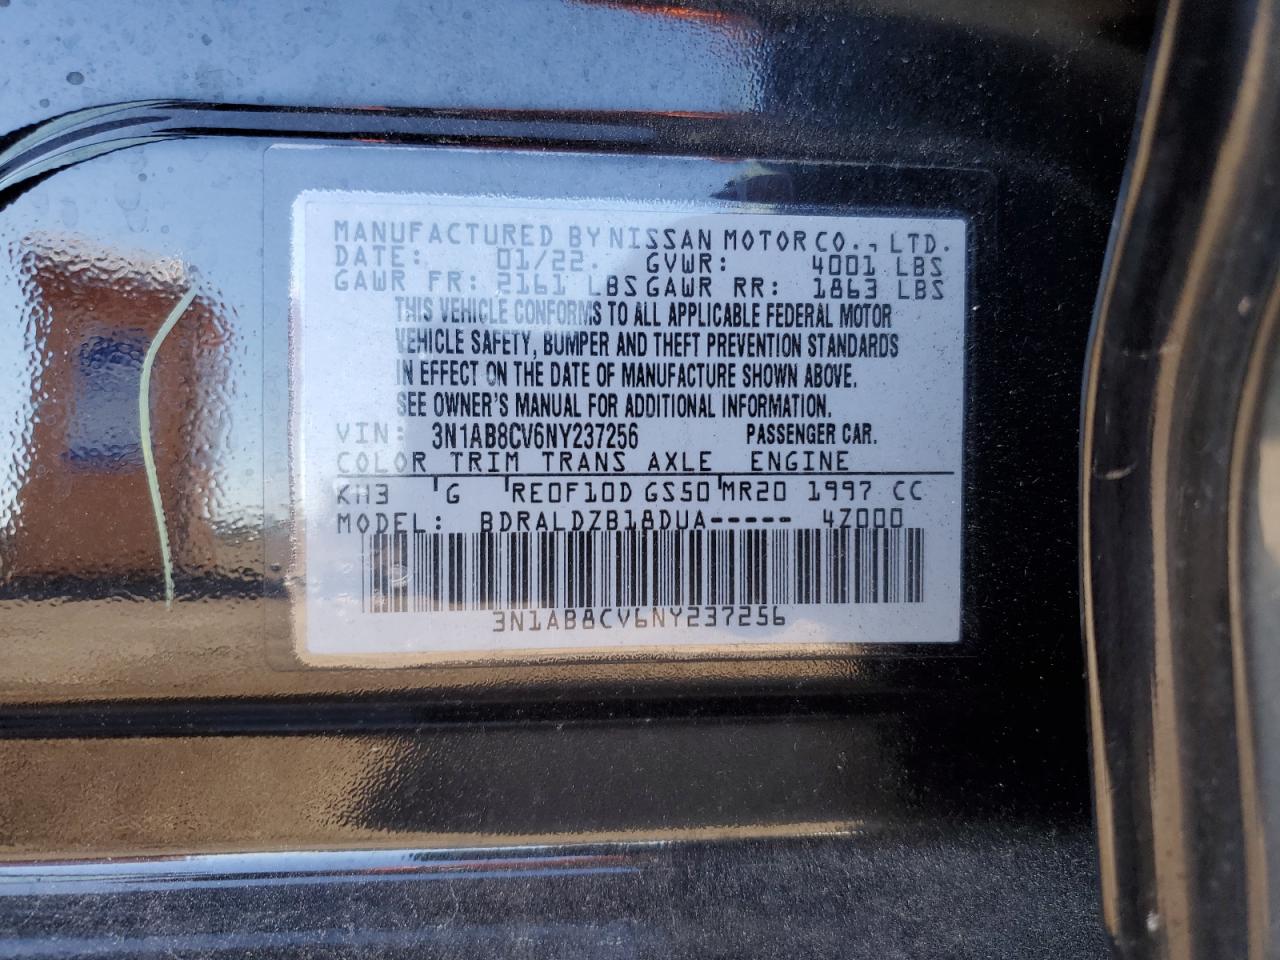 MANUFACTURED BY NISSAN MOTOR CO., LTD.
DATE: 01/22. GVWR: 4001 LBS
GAWR FR: 2161 LBS GAWR RR: 1863 LBS
THIS VEHICLE CONFORMS TO ALL APPLICABLE FEDERAL MOTOR
VEHICLE SAFETY, BUMPER AND THEFT PREVENTION STANDARDS
IN EFFECT ON THE DATE OF MANUFACTURE SHOWN ABOVE.
SEE OWNER'S MANUAL FOR ADDITIONAL INFORMATION.
VIN: 3N1AB8CV6NY237256 PASSENGER CAR.
COLOR TRIM TRANS AXLE ENGINE
KH3 G RE0F10D GS50 MR20 1997 CC
MODEL: BDRALDZB18DUA----- 4Z000
3N1AB8CV6NY237256